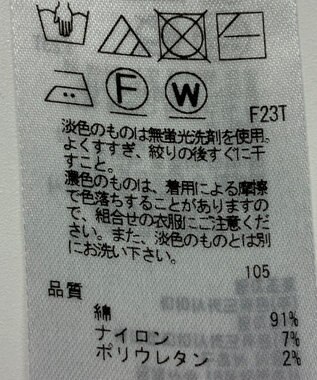 F
W
F23T
淡色のものは無蛍光洗剤を使用。
よくすすぎ、絞りの後すぐに干
すこと。
濃色のものは、着用による摩擦
で色落ちすることがありますの
で、組合せの衣服にご注意くだ
さい。また、淡色のものとは別
にお洗い下さい。
105
品質
綿 91%
ナイロン 7%
ポリウレタン 2%